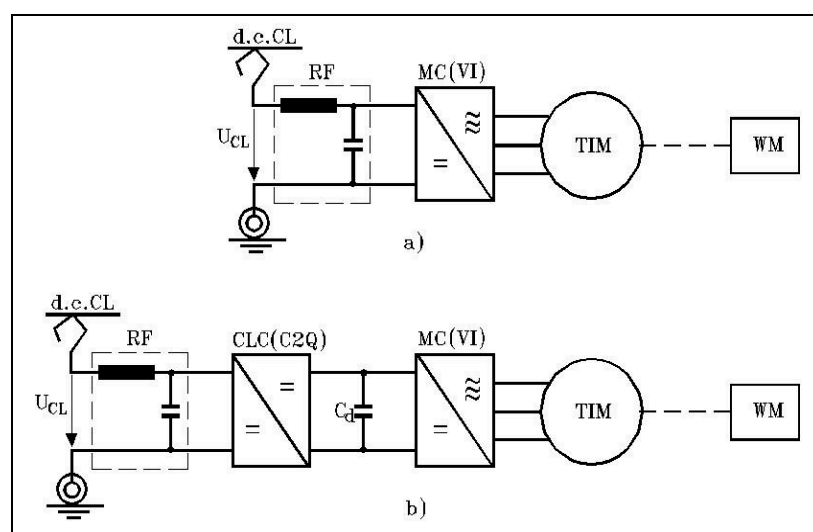 d.c.CL
RF
MC(VI)
U_CL
=
≈
TIM
WM
a)
d.c.CL
RF
CLC(C2Q)
MC(VI)
U_CL
=
=
C_d
=
≈
TIM
WM
b)